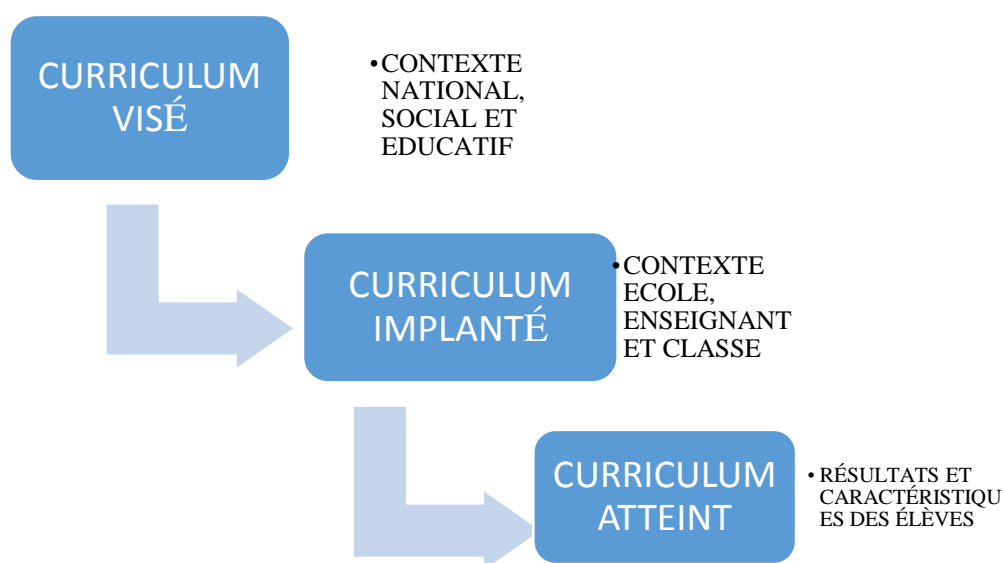 CURRICULUM
VISÉ
•CONTEXTE
NATIONAL,
SOCIAL ET
EDUCATIF
CURRICULUM
IMPLANTÉ
•CONTEXTE
ECOLE,
ENSEIGNANT
ET CLASSE
CURRICULUM
ATTEINT
• RÉSULTATS ET
CARACTÉRISTIQU
ES DES ÉLÈVES